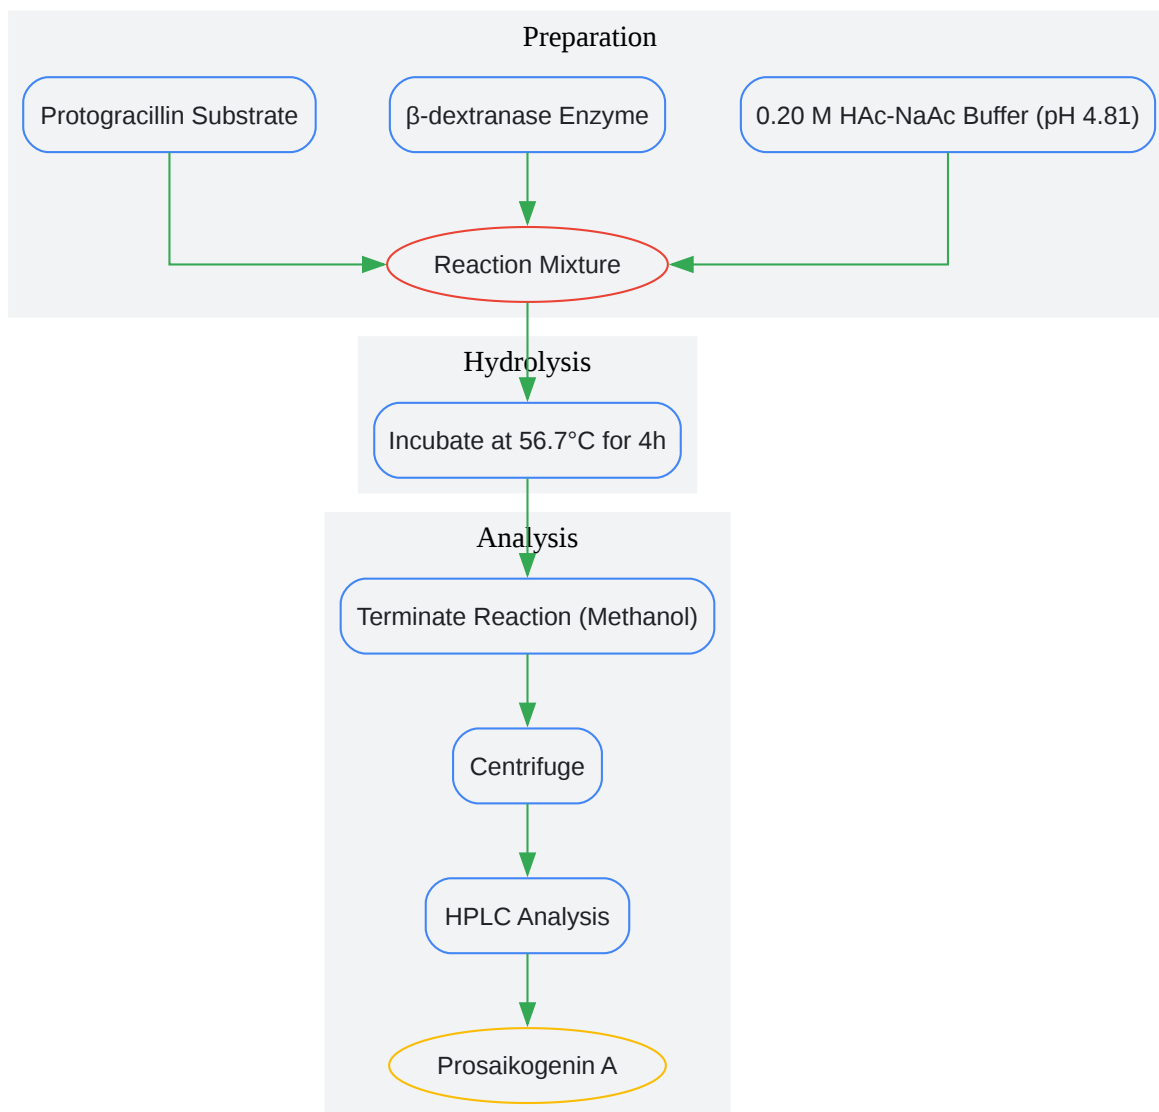 Preparation
Protogracillin Substrate
β-dextranase Enzyme
0.20 M HAc-NaAc Buffer (pH 4.81)
Reaction Mixture
Hydrolysis
Incubate at 56.7°C for 4h
Analysis
Terminate Reaction (Methanol)
Centrifuge
HPLC Analysis
Prosaikogenin A